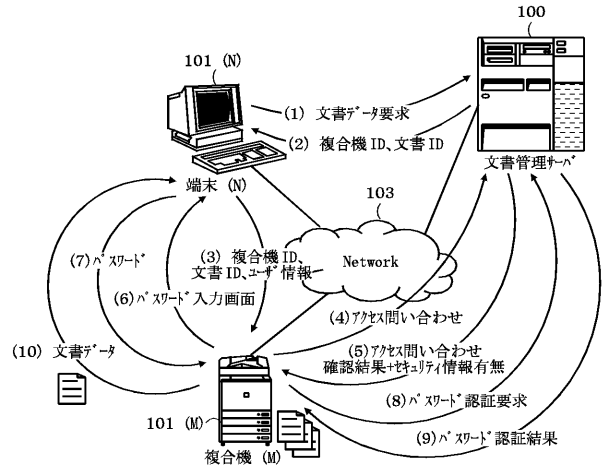 100
101 (N)
(1) 文書ﾃﾞｰﾀ要求
(2) 複合機ID、文書ID
文書管理ｻｰﾊﾞ
端末 (N)
103
Network
(3) 複合機ID、
文書ID、ﾕｰｻﾞ情報
(7)ﾊﾟｽﾜｰﾄﾞ
(6)ﾊﾟｽﾜｰﾄﾞ入力画面
(4)ｱｸｾｽ問い合わせ
(10) 文書ﾃﾞｰﾀ
(5)ｱｸｾｽ問い合わせ
確認結果+ｾｷｭﾘﾃｨ情報有無
(8)ﾊﾟｽﾜｰﾄﾞ認証要求
101 (M)
(9)ﾊﾟｽﾜｰﾄﾞ認証結果
複合機 (M)